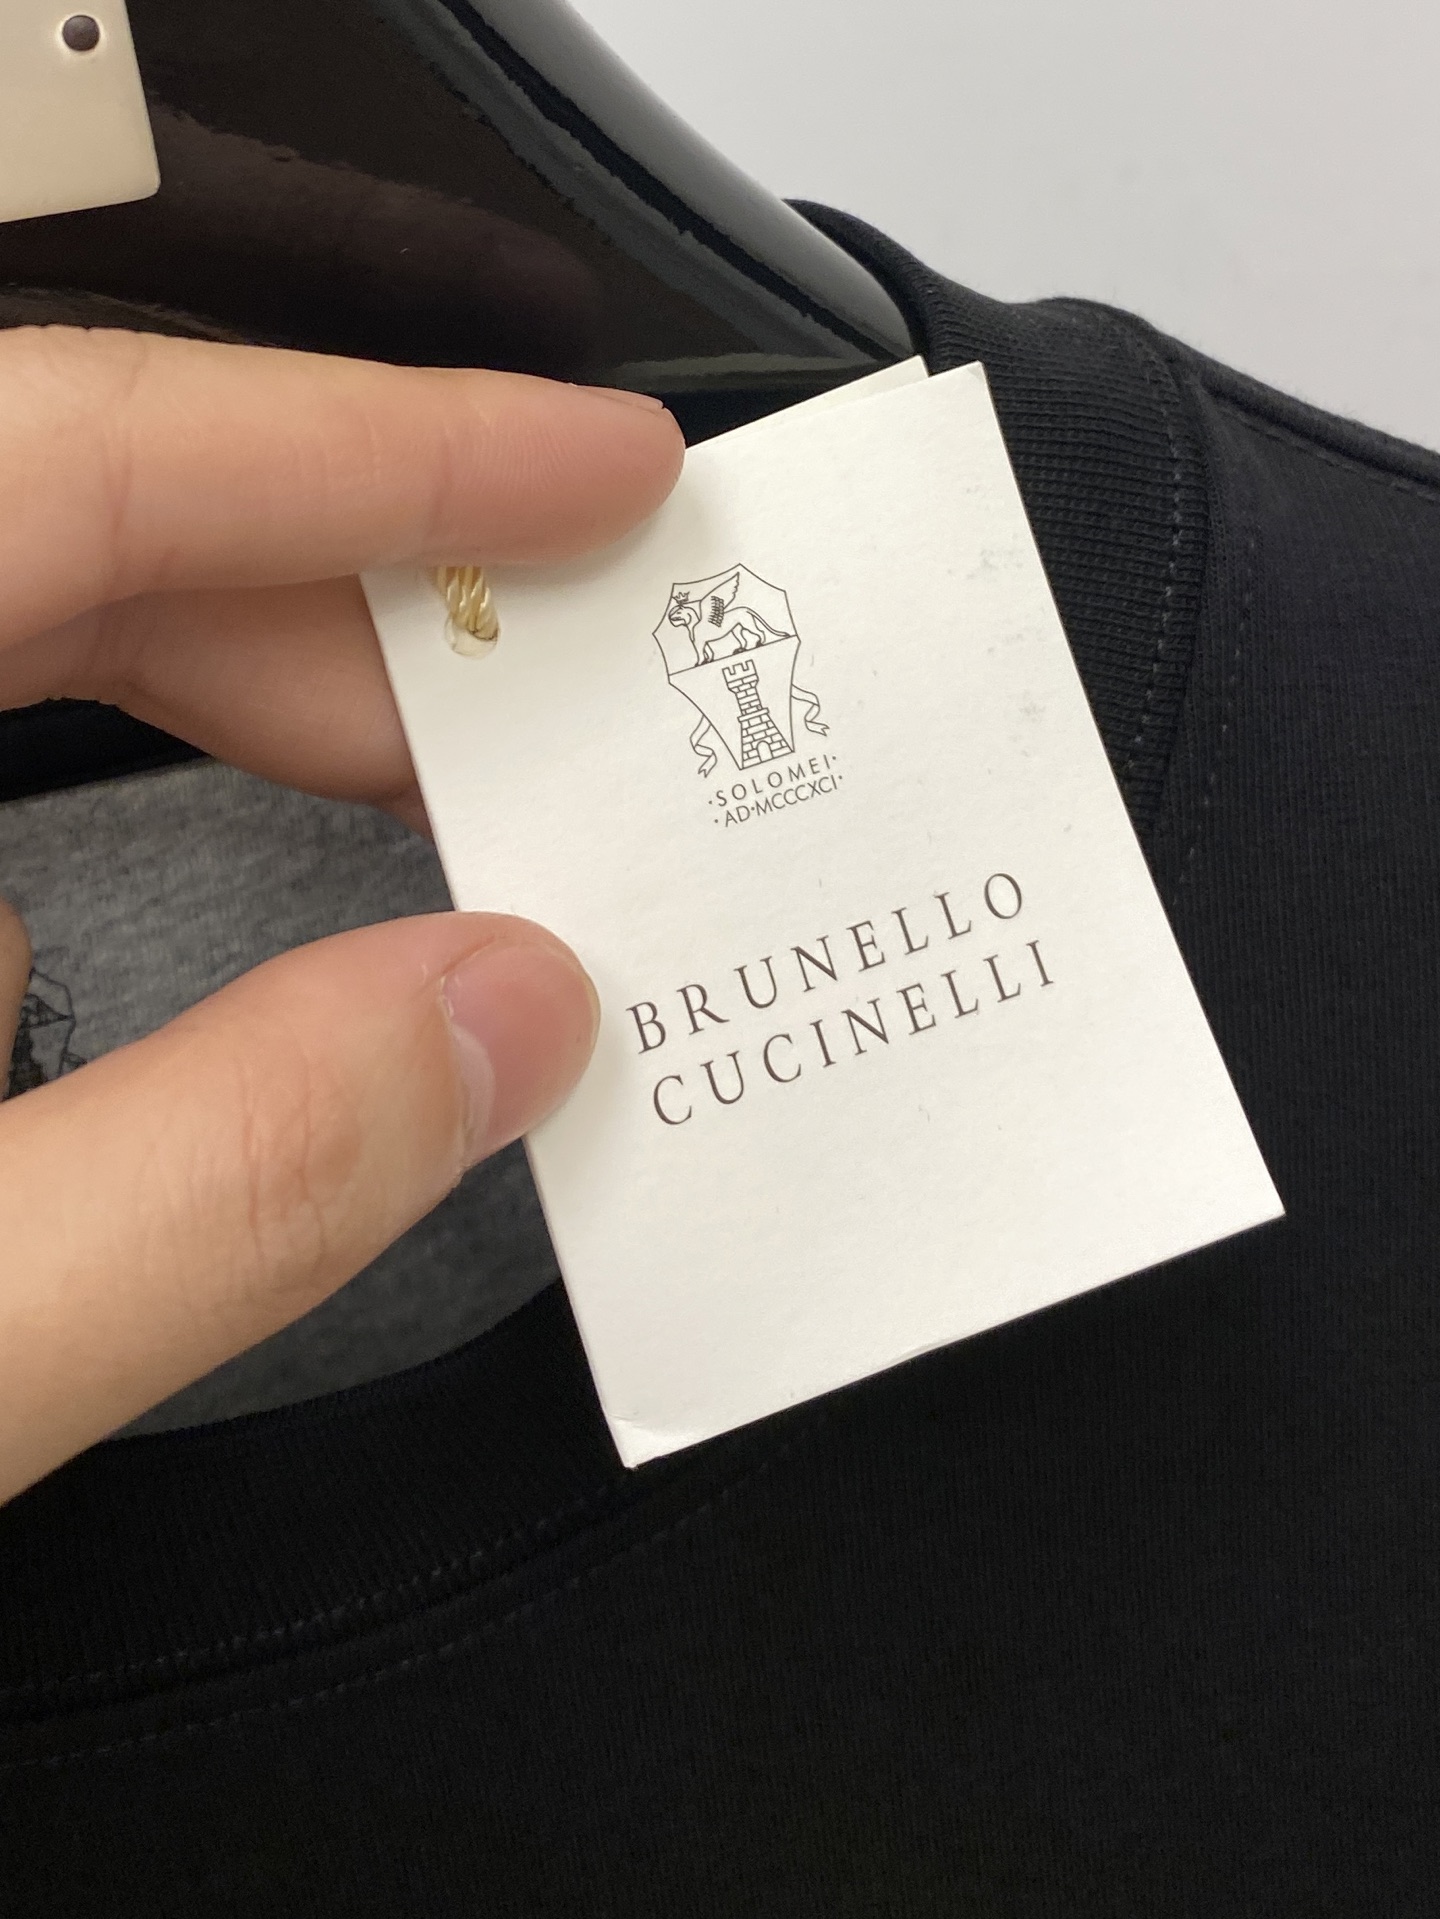 ·SOLOMEI·
·AD·MCCCXCI·
BRUNELLO
CUCINELLI